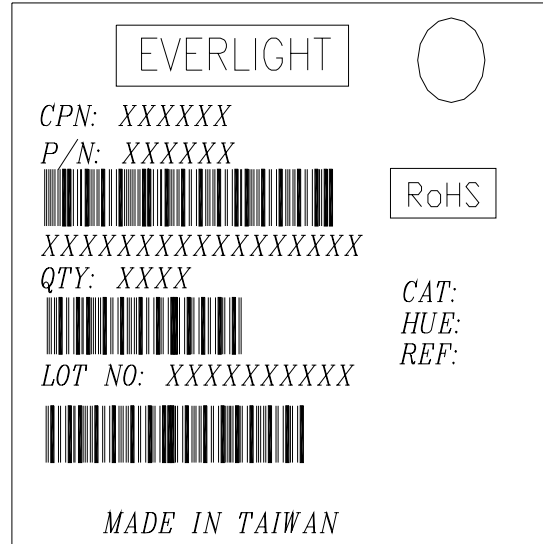 EVERLIGHT
CPN: XXXXXX
P/N: XXXXXX
RoHS
XXXXXXXXXXXXXXXXX
QTY: XXXX
CAT:
HUE:
REF:
LOT NO: XXXXXXXXXX
MADE IN TAIWAN